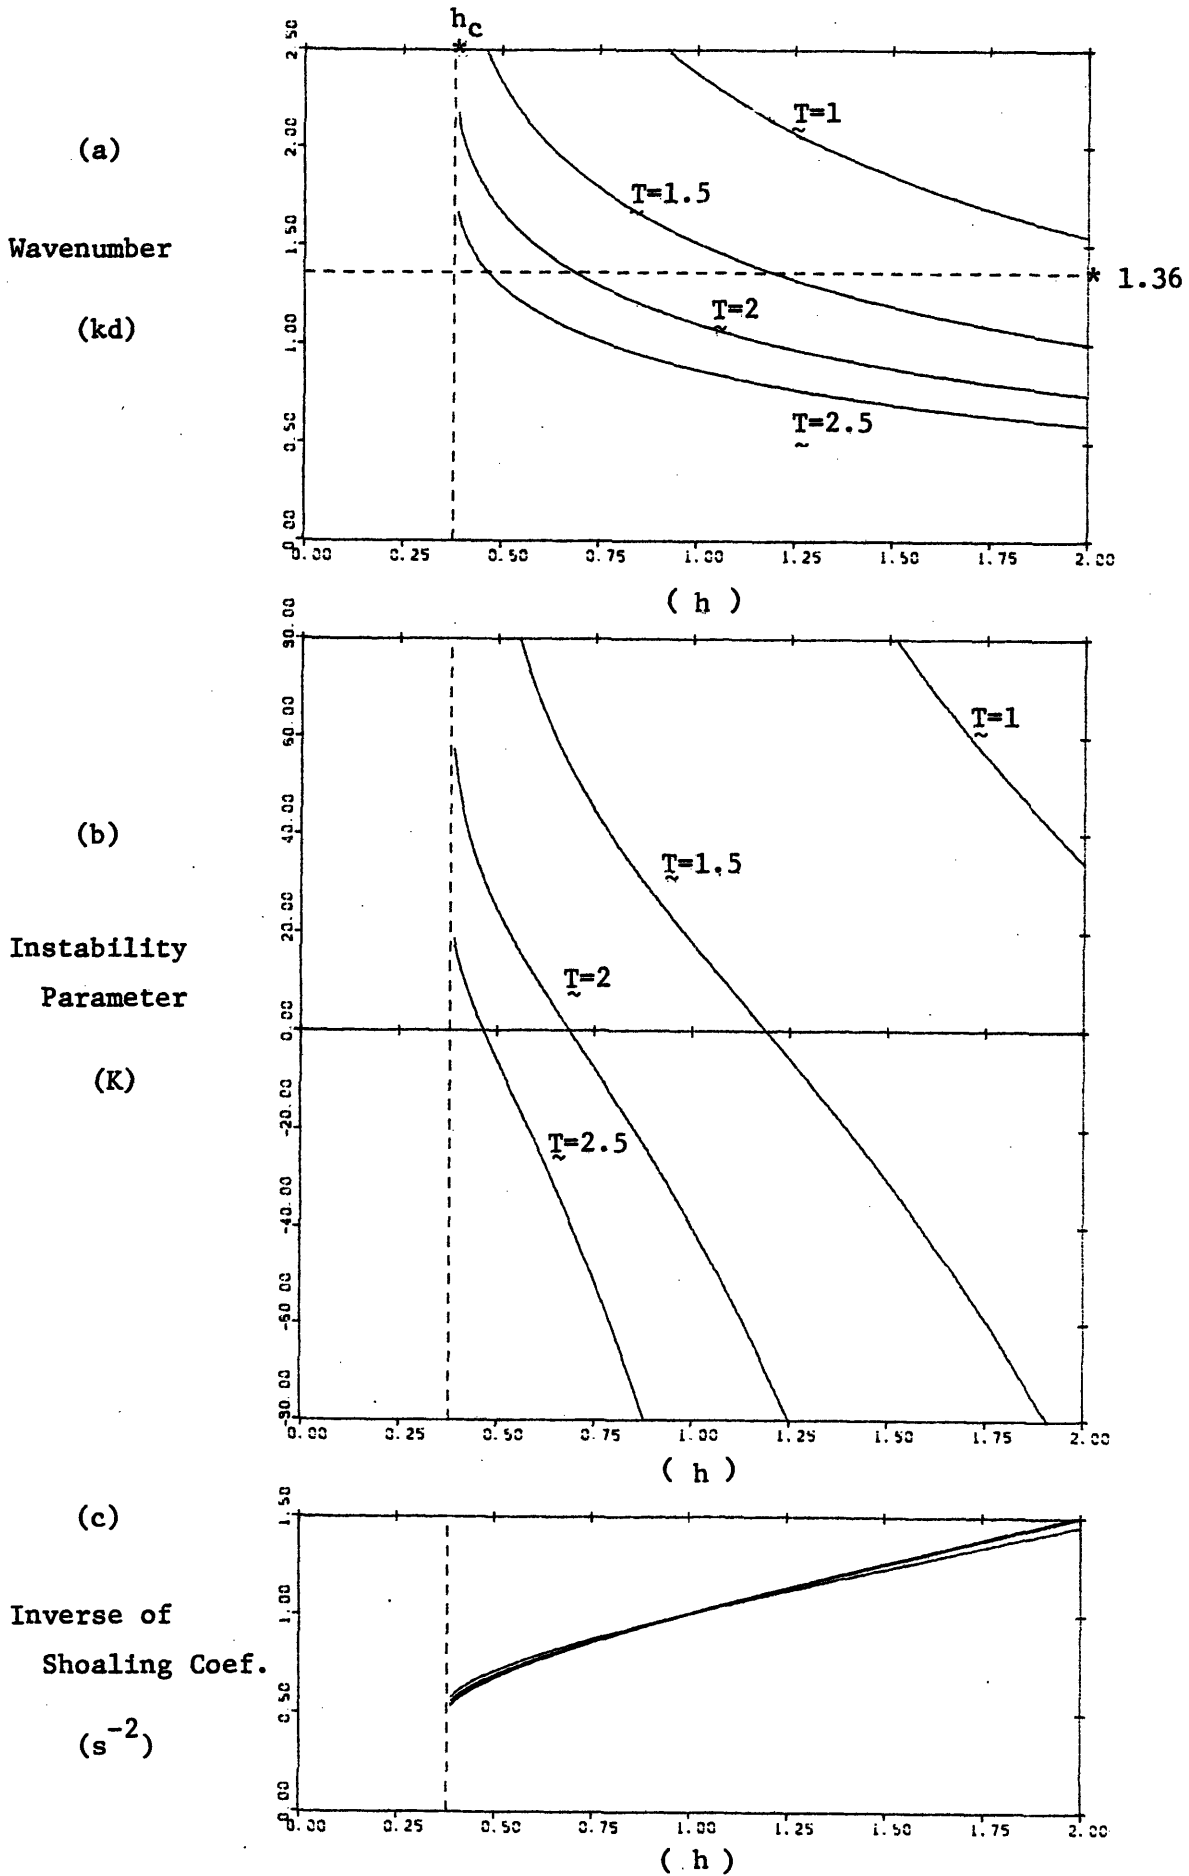 h_c
2.50
(a)
2.00
T=1
T=1.5
Wavenumber
1.50
* 1.36
(kd)
T=2
1.00
T=2.5
0.50
0.00
0.00 0.25 0.50 0.75 1.00 1.25 1.50 1.75 2.00
( h )
80.00
60.00
T=1
(b)
40.00
T=1.5
20.00
Instability
T=2
Parameter
0.00
(K)
-20.00
T=2.5
-40.00
-60.00
-80.00
0.00 0.25 0.50 0.75 1.00 1.25 1.50 1.75 2.00
( h )
(c)
1.50
Inverse of
1.00
Shoaling Coef.
0.50
(s^-2)
0.00
0.00 0.25 0.50 0.75 1.00 1.25 1.50 1.75 2.00
( h )